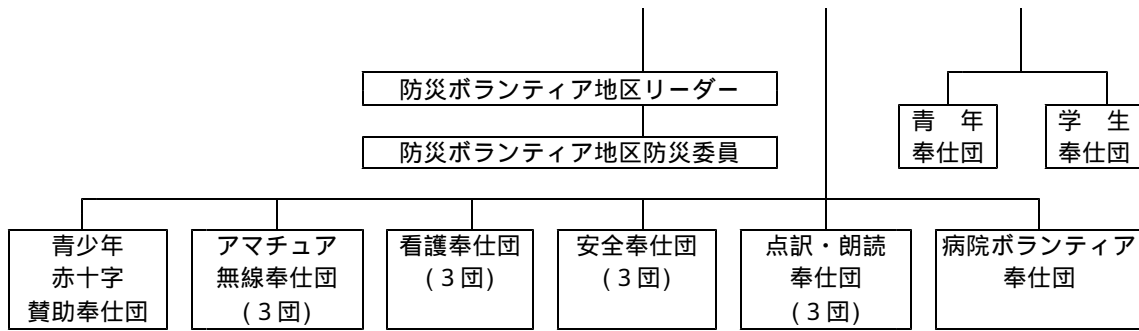 防災ボランティア地区リーダー
防災ボランティア地区防災委員
青　年
奉仕団
学　生
奉仕団
青少年
赤十字
賛助奉仕団
アマチュア
無線奉仕団
(３団)
看護奉仕団
(３団)
安全奉仕団
(３団)
点訳・朗読
奉仕団
(３団)
病院ボランティア
奉仕団